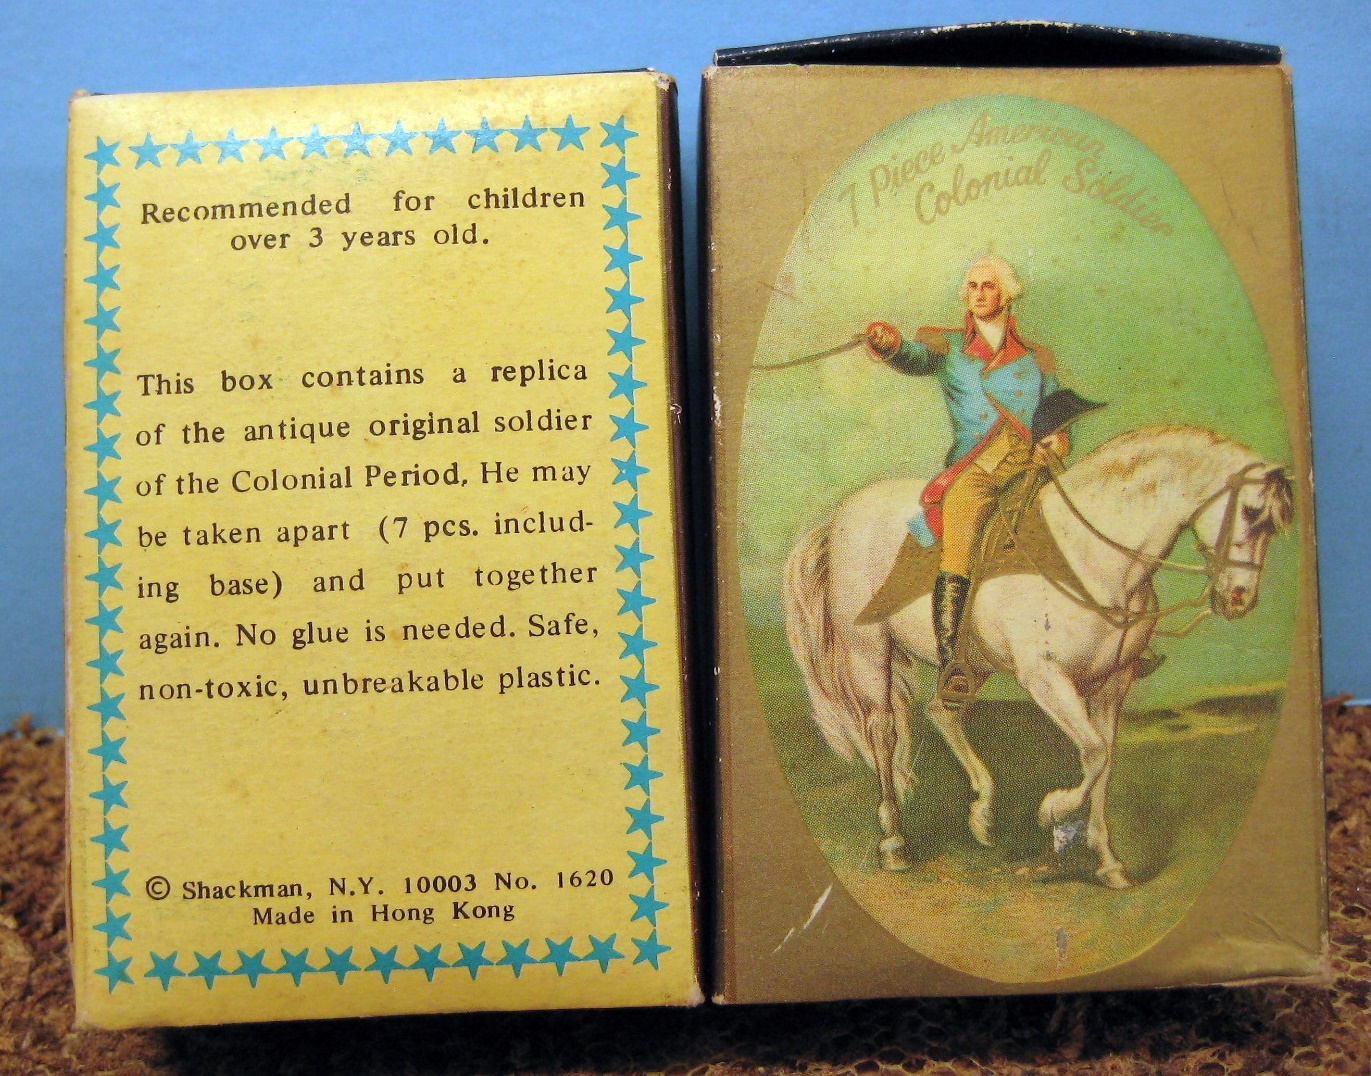 Recommended for children
over 3 years old.
This box contains a replica
of the antique original soldier
of the Colonial Period. He may
be taken apart (7 pcs. includ-
ing base) and put together
again. No glue is needed. Safe,
non-toxic, unbreakable plastic.
© Shackman, N.Y. 10003 No. 1620
Made in Hong Kong
7 Piece American
Colonial Soldier